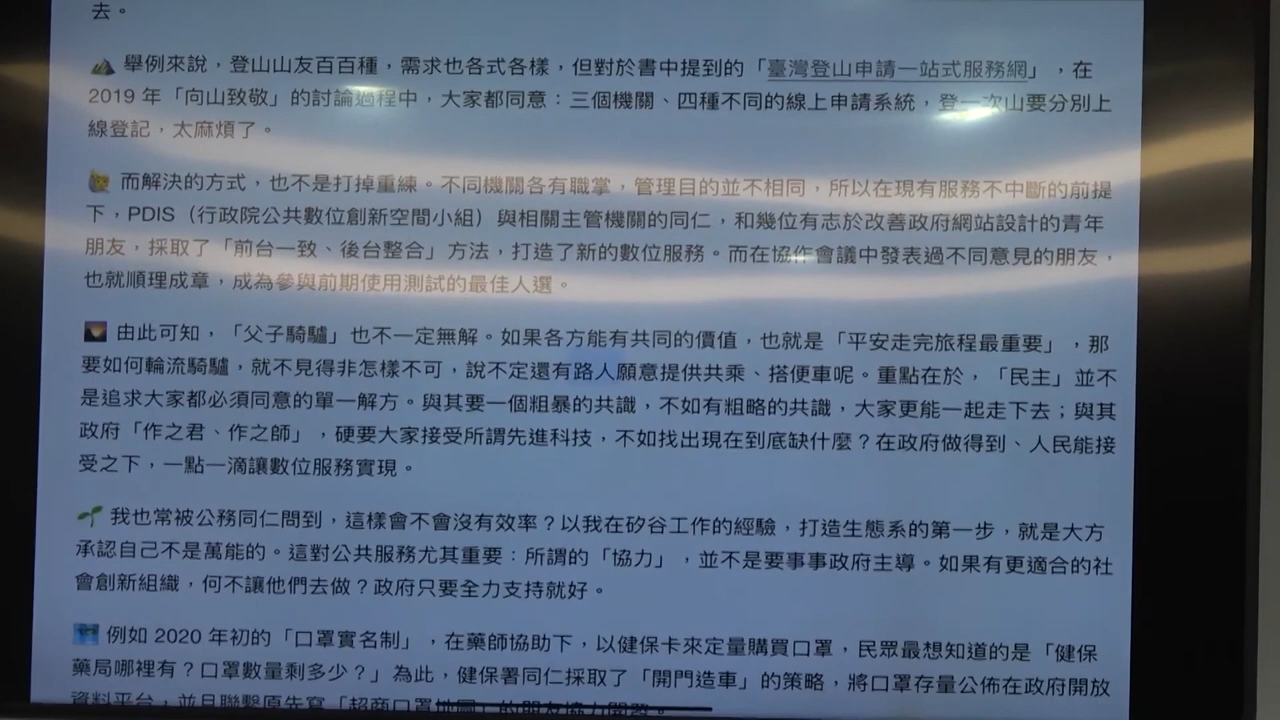 去。
舉例來說，登山山友百百種，需求也各式各樣，但對於書中提到的「臺灣登山申請一站式服務網」，在
2019 年「向山致敬」的討論過程中，大家都同意：三個機關、四種不同的線上申請系統，登一次山要分別上
線登記，太麻煩了。
而解決的方式，也不是打掉重練。不同機關各有職掌，管理目的並不相同，所以在現有服務不中斷的前提
下，PDIS（行政院公共數位創新空間小組）與相關主管機關的同仁，和幾位有志於改善政府網站設計的青年
朋友，採取了「前台一致、後台整合」方法，打造了新的數位服務。而在協作會議中發表過不同意見的朋友，
也就順理成章，成為參與前期使用測試的最佳人選。
由此可知，「父子騎驢」也不一定無解。如果各方能有共同的價值，也就是「平安走完旅程最重要」，那
要如何輪流騎驢，就不見得非怎樣不可，說不定還有路人願意提供共乘、搭便車呢。重點在於，「民主」並不
是追求大家都必須同意的單一解方。與其要一個粗暴的共識，不如有粗略的共識，大家更能一起走下去；與其
政府「作之君、作之師」，硬要大家接受所謂先進科技，不如找出現在到底缺什麼？在政府做得到、人民能接
受之下，一點一滴讓數位服務實現。
我也常被公務同仁問到，這樣會不會沒有效率？以我在矽谷工作的經驗，打造生態系的第一步，就是大方
承認自己不是萬能的。這對公共服務尤其重要：所謂的「協力」，並不是要事事政府主導。如果有更適合的社
會創新組織，何不讓他們去做？政府只要全力支持就好。
例如 2020 年初的「口罩實名制」，在藥師協助下，以健保卡來定量購買口罩，民眾最想知道的是「健保
藥局哪裡有？口罩數量剩多少？」為此，健保署同仁採取了「開門造車」的策略，將口罩存量公佈在政府開放
資料平台，並且聯繫原先寫「超商口罩地圖」的朋友協力開發。